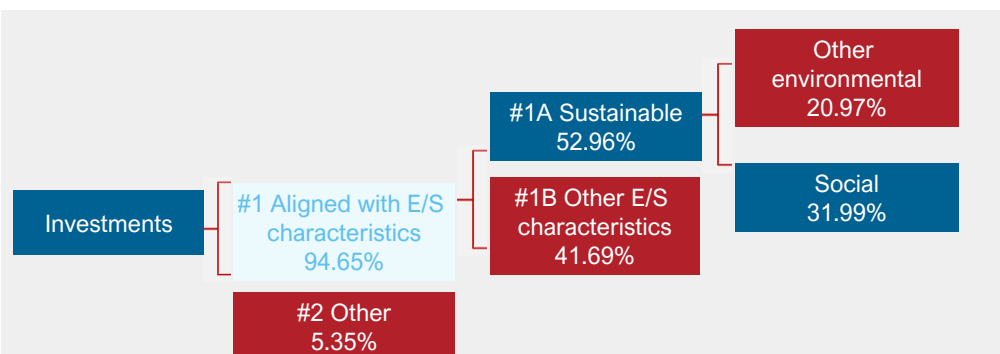 Investments
#1 Aligned with E/S
characteristics
94.65%
#2 Other
5.35%
#1A Sustainable
52.96%
#1B Other E/S
characteristics
41.69%
Other
environmental
20.97%
Social
31.99%